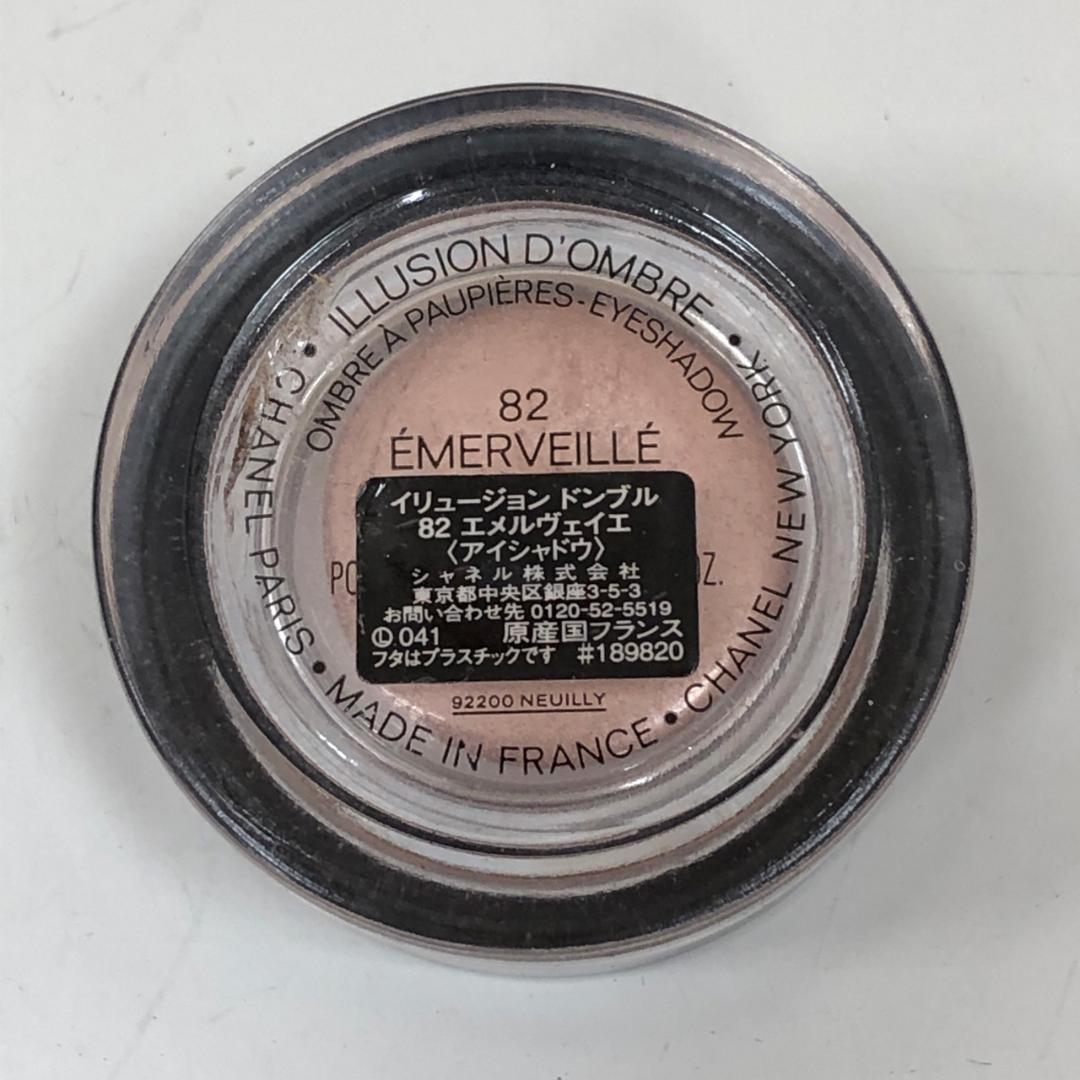 • ILLUSION D'OMBRE •
OMBRE À PAUPIÈRES - EYESHADOW
82
ÉMERVEILLÉ
イリュージョン ドンブル
82 エメルヴェイエ
〈アイシャドウ〉
シャネル株式会社
東京都中央区銀座3-5-3
お問い合わせ先 0120-52-5519
Ⓛ041 原産国フランス
フタはプラスチックです #189820
92200 NEUILLY
CHANEL PARIS • MADE IN FRANCE • CHANEL NEW YORK